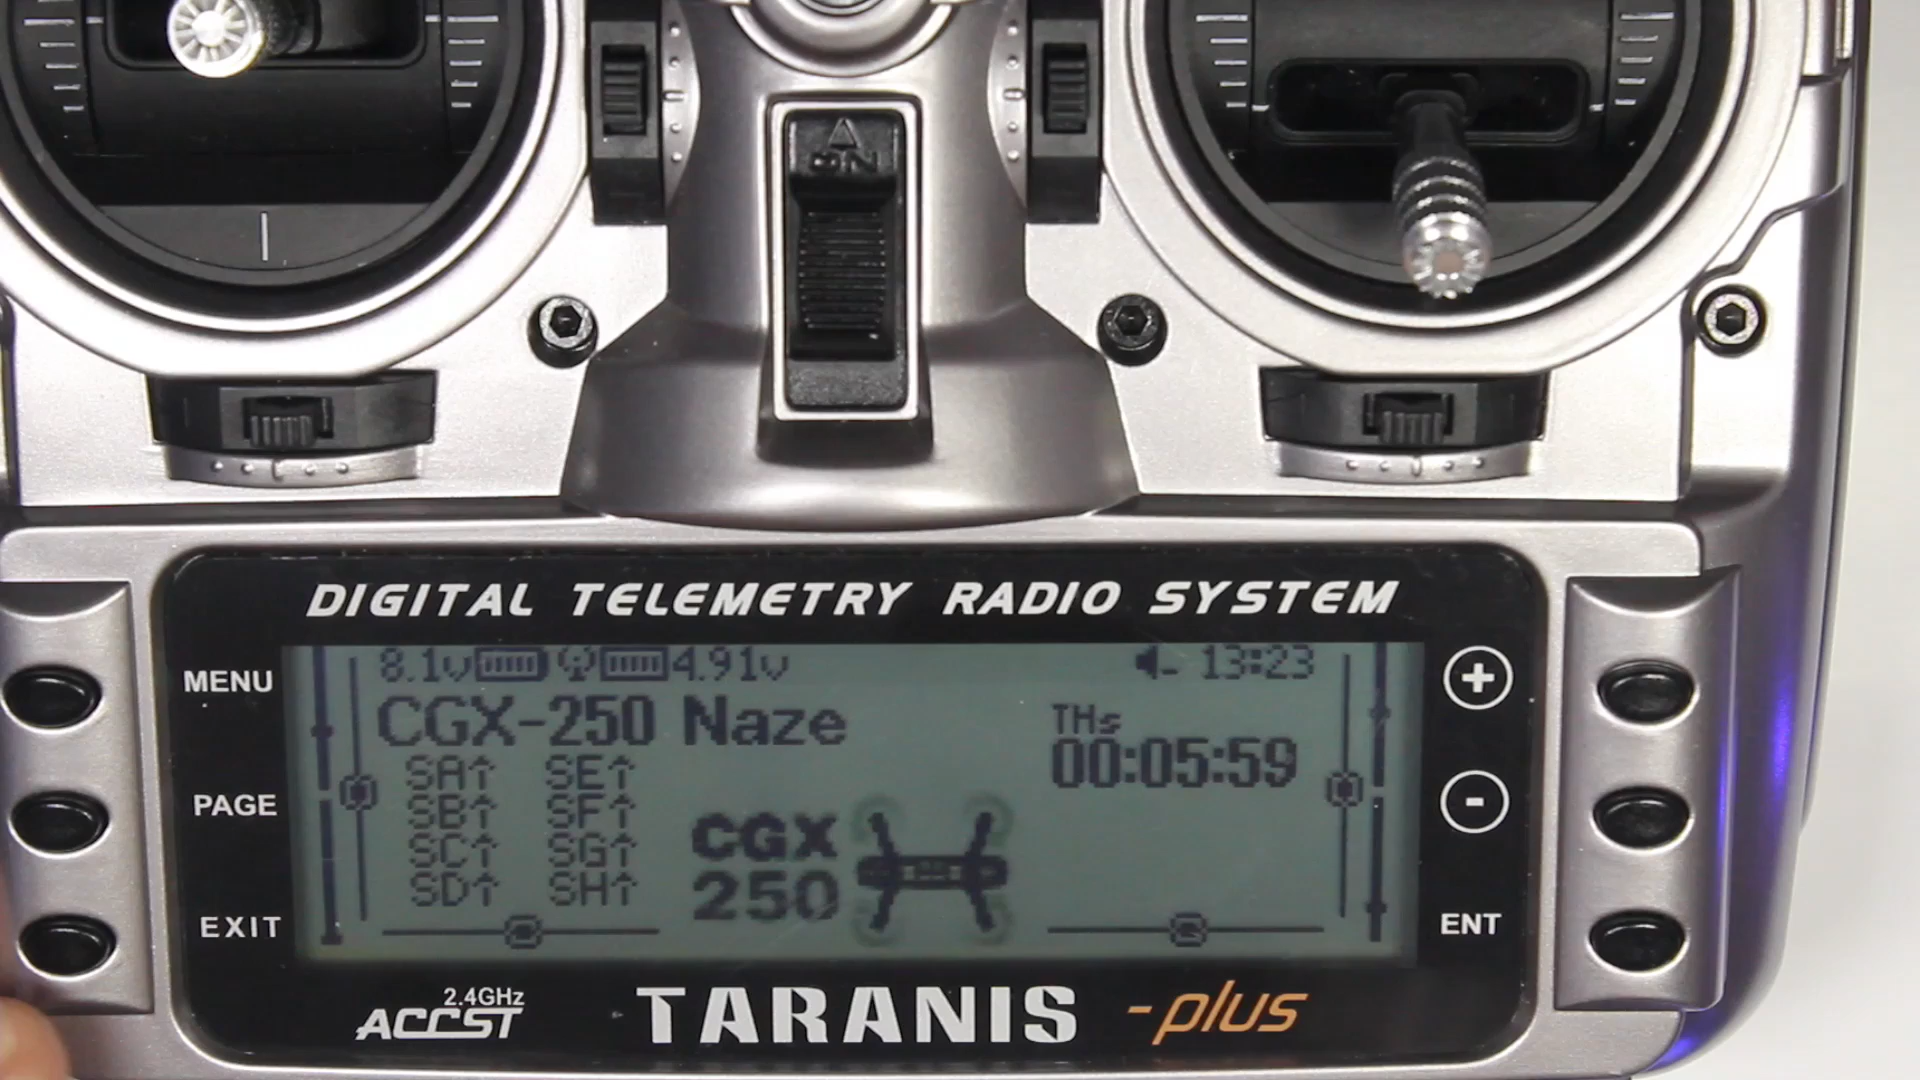 ON
DIGITAL TELEMETRY RADIO SYSTEM
MENU
PAGE
EXIT
8.1v 4.91v 13:23
CGX-250 Naze
THs
00:05:59
SA↑ SE↑
SB↑ SF↑
SC↑ SG↑
SD↑ SH↑
CGX
250
+
-
ENT
2.4GHz
ACCST
TARANIS -plus